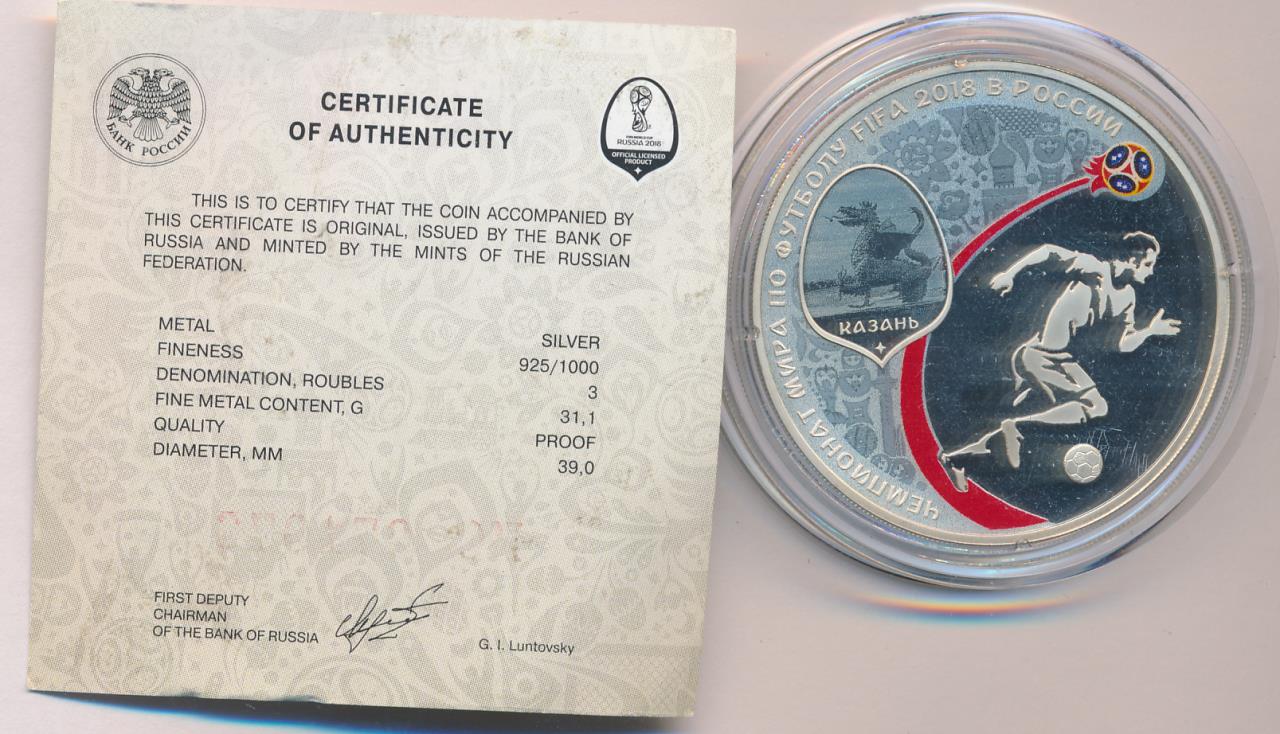 БАНК РОССИИ
CERTIFICATE
OF AUTHENTICITY
FIFA WORLD CUP
RUSSIA 2018
OFFICIAL LICENSED
PRODUCT
THIS IS TO CERTIFY THAT THE COIN ACCOMPANIED BY
THIS CERTIFICATE IS ORIGINAL, ISSUED BY THE BANK OF
RUSSIA AND MINTED BY THE MINTS OF THE RUSSIAN
FEDERATION.
METAL SILVER
FINENESS 925/1000
DENOMINATION, ROUBLES 3
FINE METAL CONTENT, G 31,1
QUALITY PROOF
DIAMETER, MM 39,0
FIRST DEPUTY
CHAIRMAN
OF THE BANK OF RUSSIA
G. I. Luntovsky
ЧЕМПИОНАТ МИРА ПО ФУТБОЛУ FIFA 2018 В РОССИИ
КАЗАНЬ